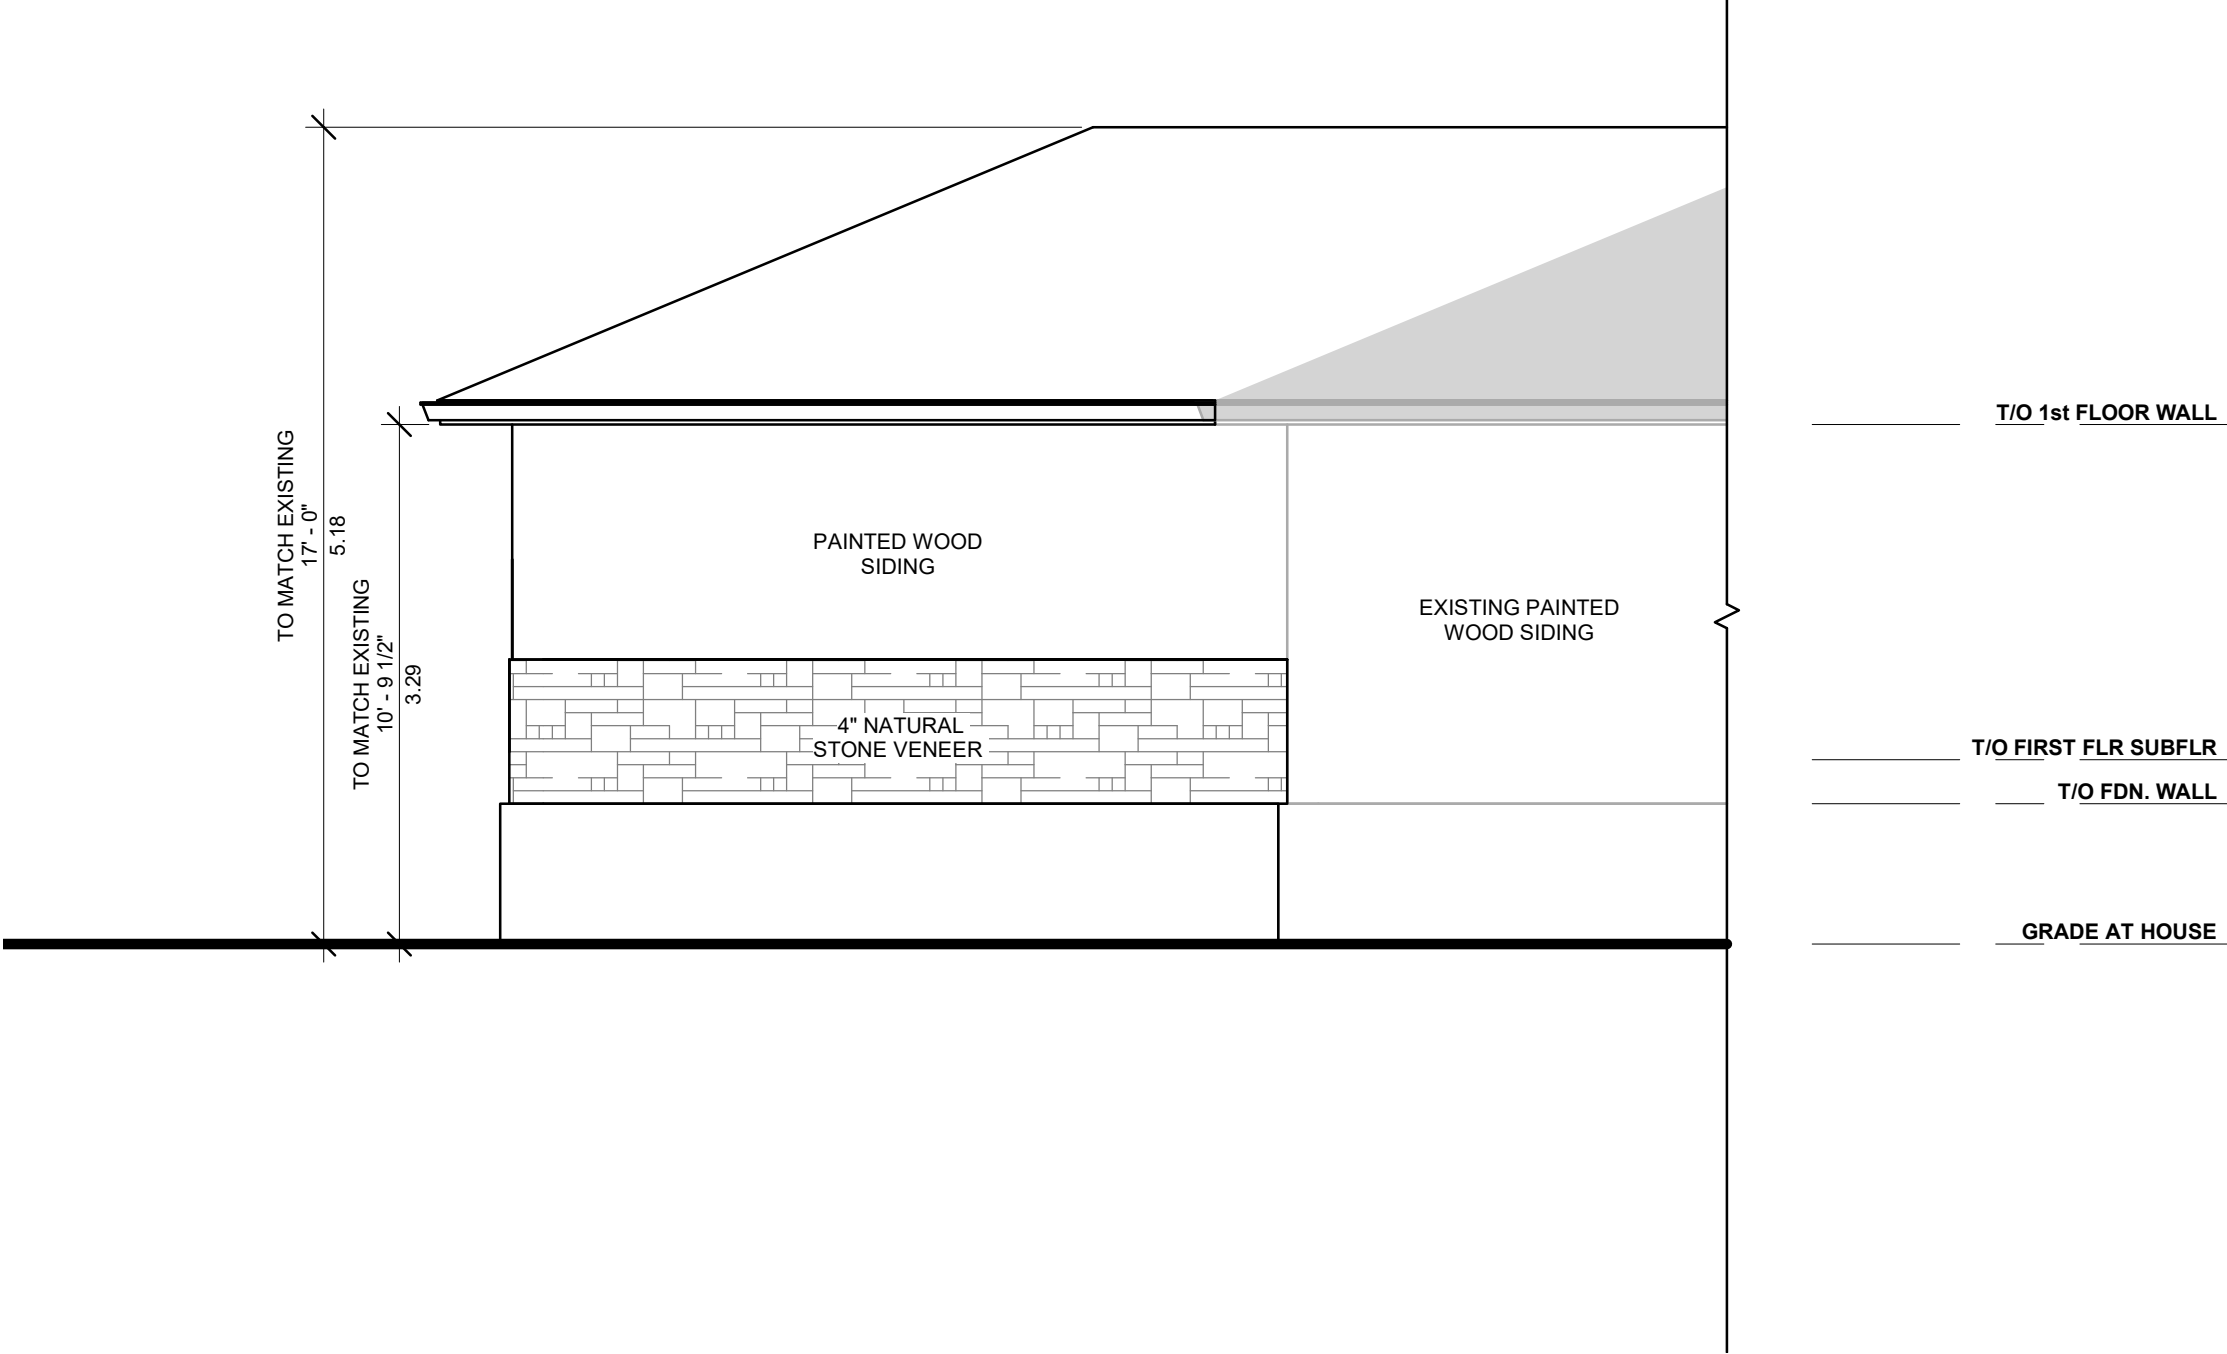 TO MATCH EXISTING
17' - 0"
5.18
TO MATCH EXISTING
10' - 9 1/2"
3.29
PAINTED WOOD
SIDING
EXISTING PAINTED
WOOD SIDING
4" NATURAL
STONE VENEER
T/O 1st FLOOR WALL
T/O FIRST FLR SUBFLR
T/O FDN. WALL
GRADE AT HOUSE